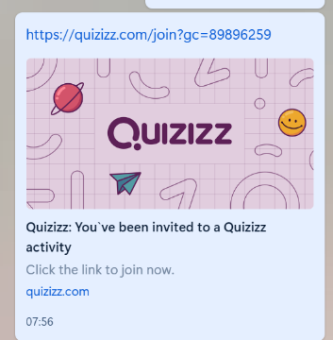 https://quizizz.com/join?gc=89896259
QUIZIZZ
Quizizz: You`ve been invited to a Quizizz
activity
Click the link to join now.
quizizz.com
07:56